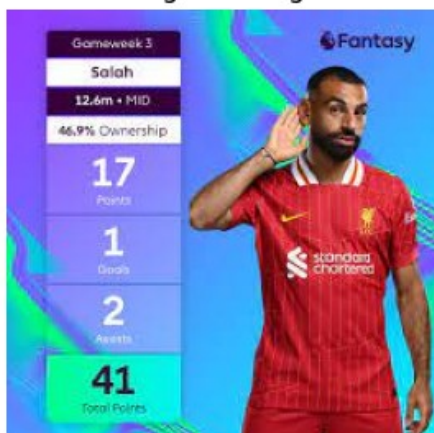 Gameweek 3
Fantasy
Salah
12.6m • MID
46.9% Ownership
17
Points
1
Goals
2
Assists
41
Total Points
standard
chartered